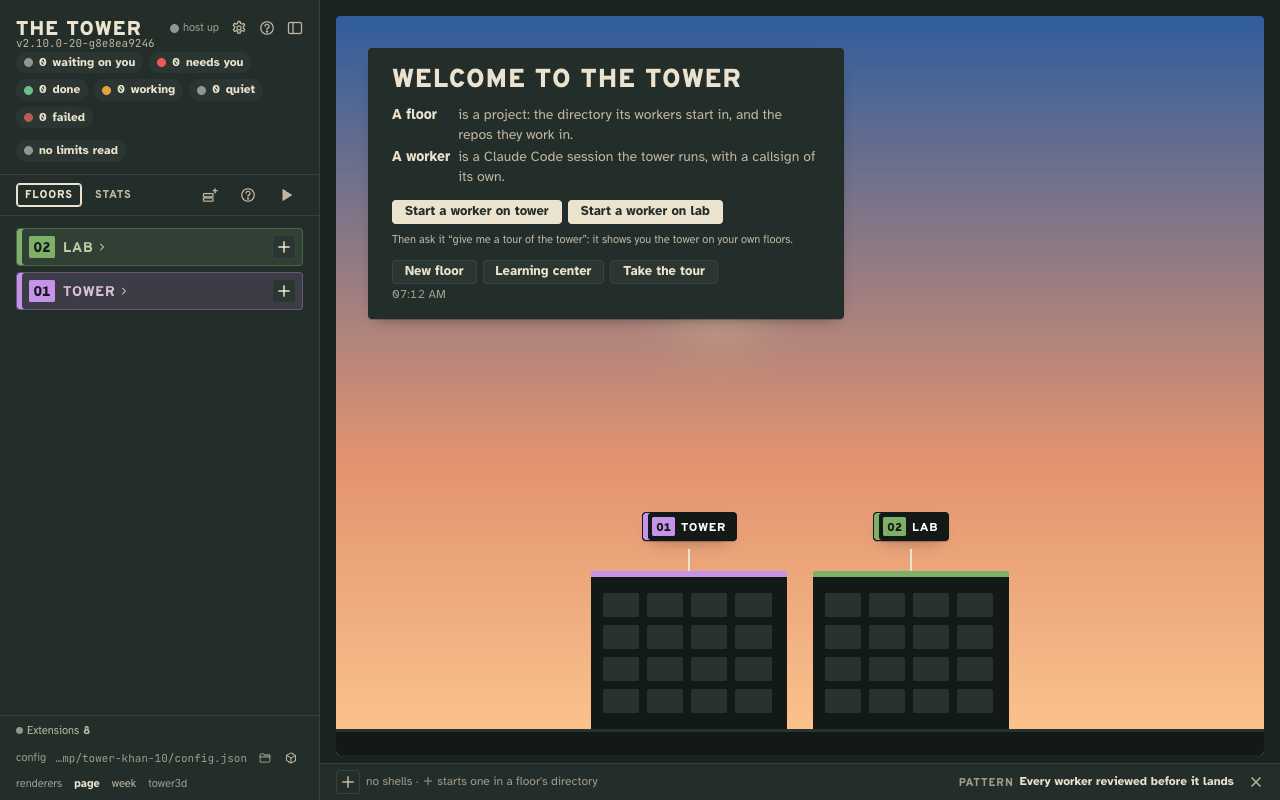 THE TOWER
host up
v2.10.0-20-g8e8ea9246
0 waiting on you
0 needs you
0 done
0 working
0 quiet
0 failed
no limits read
FLOORS
STATS
02 LAB
01 TOWER
Extensions 8
config …mp/tower-khan-10/config.json
renderers page week tower3d
WELCOME TO THE TOWER
A floor is a project: the directory its workers start in, and the
repos they work in.
A worker is a Claude Code session the tower runs, with a callsign of
its own.
Start a worker on tower
Start a worker on lab
Then ask it “give me a tour of the tower”: it shows you the tower on your own floors.
New floor
Learning center
Take the tour
07:12 AM
01 TOWER
02 LAB
no shells · + starts one in a floor's directory
PATTERN Every worker reviewed before it lands